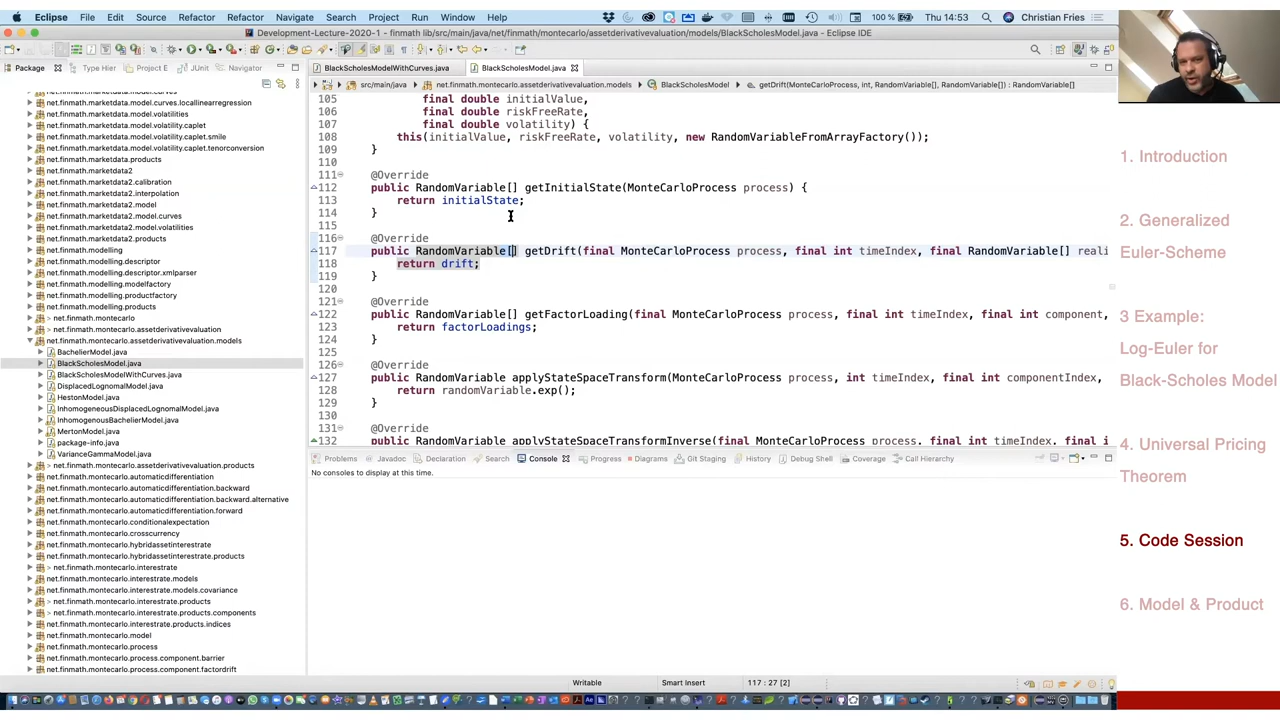 Eclipse File Edit Source Refactor Refactor Navigate Search Project Run Window Help 100 % Thu 14:53 Christian Fries
Development-Lecture-2020-1 - finmath lib/src/main/java/net/finmath/montecarlo/assetderivativevaluation/models/BlackScholesModel.java - Eclipse IDE
Package Type Hier Project E JUnit Navigator
BlackScholesModelWithCurves.java BlackScholesModel.java
src/main/java net.finmath.montecarlo.assetderivativevaluation.models BlackScholesModel getDrift(MonteCarloProcess, int, RandomVariable[], RandomVariable[]) : RandomVariable[]
net.finmath.marketdata.model.curves.locallinearregression
net.finmath.marketdata.model.volatilities
net.finmath.marketdata.model.volatility.caplet
net.finmath.marketdata.model.volatility.caplet.smile
net.finmath.marketdata.model.volatility.caplet.tenorconversion
net.finmath.marketdata.products
net.finmath.marketdata2
net.finmath.marketdata2.calibration
net.finmath.marketdata2.interpolation
net.finmath.marketdata2.model
net.finmath.marketdata2.model.curves
net.finmath.marketdata2.model.volatilities
net.finmath.marketdata2.products
net.finmath.modelling
net.finmath.modelling.descriptor
net.finmath.modelling.descriptor.xmlparser
net.finmath.modelling.modelfactory
net.finmath.modelling.productfactory
net.finmath.modelling.products
> net.finmath.montecarlo
> net.finmath.montecarlo.assetderivativevaluation
net.finmath.montecarlo.assetderivativevaluation.models
BachelierModel.java
BlackScholesModel.java
BlackScholesModelWithCurves.java
DisplacedLognomalModel.java
HestonModel.java
InhomogeneousDisplacedLognomalModel.java
InhomogenousBachelierModel.java
MertonModel.java
package-info.java
VarianceGammaModel.java
> net.finmath.montecarlo.assetderivativevaluation.products
net.finmath.montecarlo.automaticdifferentiation
net.finmath.montecarlo.automaticdifferentiation.backward
net.finmath.montecarlo.automaticdifferentiation.backward.alternative
net.finmath.montecarlo.automaticdifferentiation.forward
net.finmath.montecarlo.conditionalexpectation
net.finmath.montecarlo.crosscurrency
net.finmath.montecarlo.hybridassetinterestrate
net.finmath.montecarlo.hybridassetinterestrate.products
> net.finmath.montecarlo.interestrate
net.finmath.montecarlo.interestrate.models
net.finmath.montecarlo.interestrate.models.covariance
> net.finmath.montecarlo.interestrate.products
> net.finmath.montecarlo.interestrate.products.components
net.finmath.montecarlo.interestrate.products.indices
net.finmath.montecarlo.model
net.finmath.montecarlo.process
net.finmath.montecarlo.process.component.barrier
net.finmath.montecarlo.process.component.factordrift
105 final double initialValue,
106 final double riskFreeRate,
107 final double volatility) {
108 this(initialValue, riskFreeRate, volatility, new RandomVariableFromArrayFactory());
109 }
110
111 @Override
112 public RandomVariable[] getInitialState(MonteCarloProcess process) {
113 return initialState;
114 }
115
116 @Override
117 public RandomVariable[] getDrift(final MonteCarloProcess process, final int timeIndex, final RandomVariable[] reali
118 return drift;
119 }
120
121 @Override
122 public RandomVariable[] getFactorLoading(final MonteCarloProcess process, final int timeIndex, final int component,
123 return factorLoadings;
124 }
125
126 @Override
127 public RandomVariable applyStateSpaceTransform(MonteCarloProcess process, int timeIndex, final int componentIndex,
128 return randomVariable.exp();
129 }
130
131 @Override
132 public RandomVariable applyStateSpaceTransformInverse(final MonteCarloProcess process, final int timeIndex, final i
Problems Javadoc Declaration Search Console Progress Diagrams Git Staging History Debug Shell Coverage Call Hierarchy
No consoles to display at this time.
Writable Smart Insert 117 : 27 [2]
1. Introduction
2. Generalized
Euler-Scheme
3 Example:
Log-Euler for
Black-Scholes Model
4. Universal Pricing
Theorem
5. Code Session
6. Model & Product